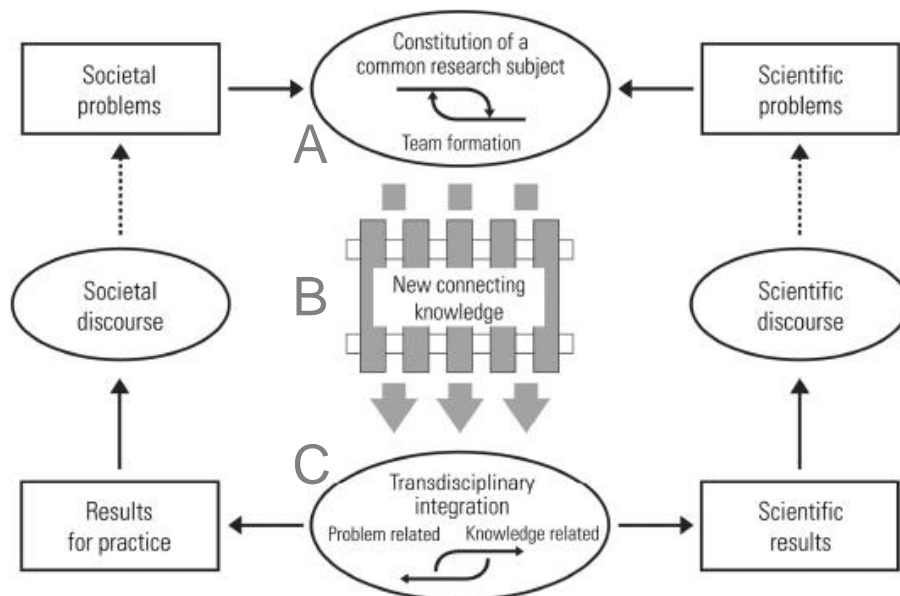 Societal
problems
Constitution of a
common research subject
Team formation
Scientific
problems
A
Societal
discourse
B
New connecting
knowledge
Scientific
discourse
C
Results
for practice
Transdisciplinary
integration
Problem related
Knowledge related
Scientific
results